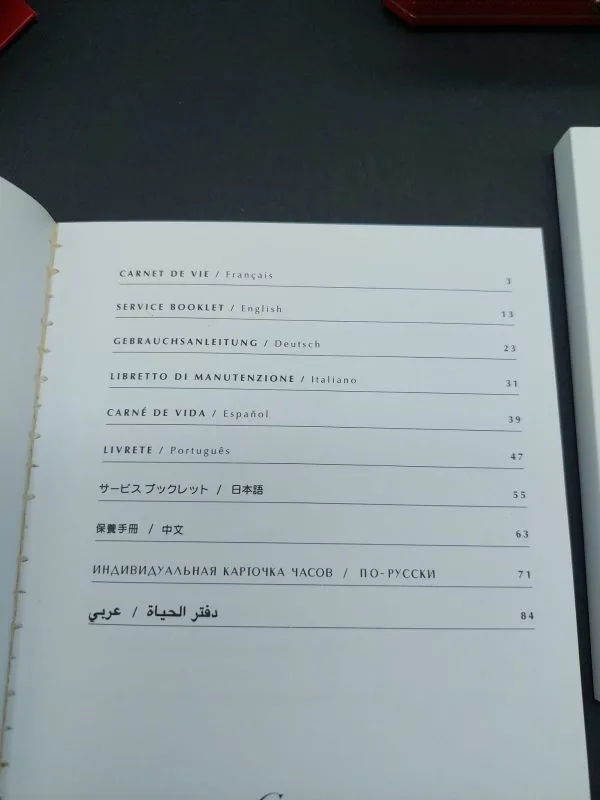 CARNET DE VIE / Français 3
SERVICE BOOKLET / English 13
GEBRAUCHSANLEITUNG / Deutsch 23
LIBRETTO DI MANUTENZIONE / Italiano 31
CARNÉ DE VIDA / Español 39
LIVRETE / Português 47
サービス ブックレット / 日本語 55
保養手冊 / 中文 63
ИНДИВИДУАЛЬНАЯ КАРТОЧКА ЧАСОВ / ПО-РУССКИ 71
دفتر الحياة / عربي 84